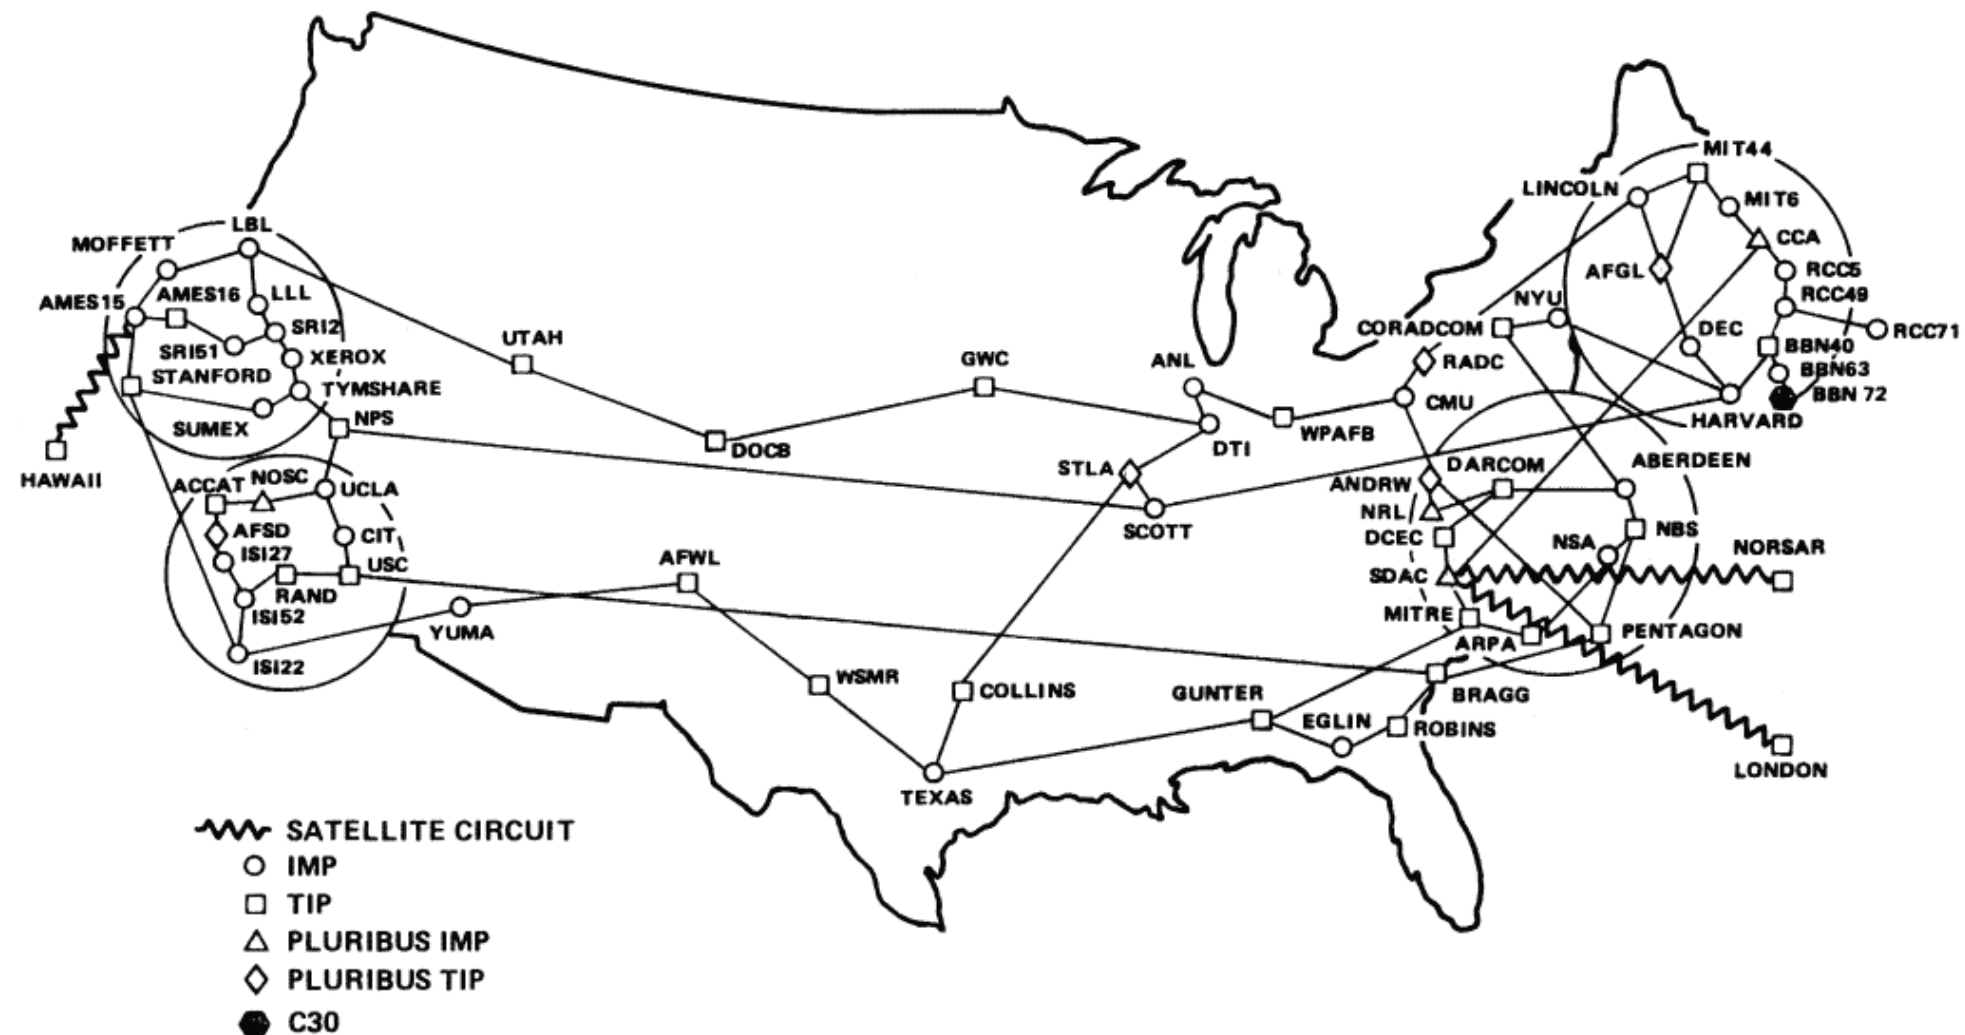 MIT44
LINCOLN
MIT6
LBL
MOFFETT
CCA
AFGL
RCC5
AMES16
LLL
AMES15
NYU
RCC49
SRI2
CORADCOM
DEC
RCC71
UTAH
SRI51
XEROX
GWC
ANL
RADC
BBN40
BBN63
STANFORD
TYMSHARE
BBN 72
CMU
SUMEX
NPS
WPAFB
HARVARD
DOCB
DTI
HAWAII
STLA
DARCOM
ABERDEEN
ACCAT
NOSC
UCLA
ANDRW
NRL
SCOTT
AFSD
CIT
DCEC
NBS
NSA
NORSAR
ISI27
AFWL
USC
SDAC
RAND
ISI52
MITRE
YUMA
ARPA
PENTAGON
ISI22
WSMR
COLLINS
GUNTER
BRAGG
EGLIN
ROBINS
LONDON
TEXAS
SATELLITE CIRCUIT
IMP
TIP
PLURIBUS IMP
PLURIBUS TIP
C30